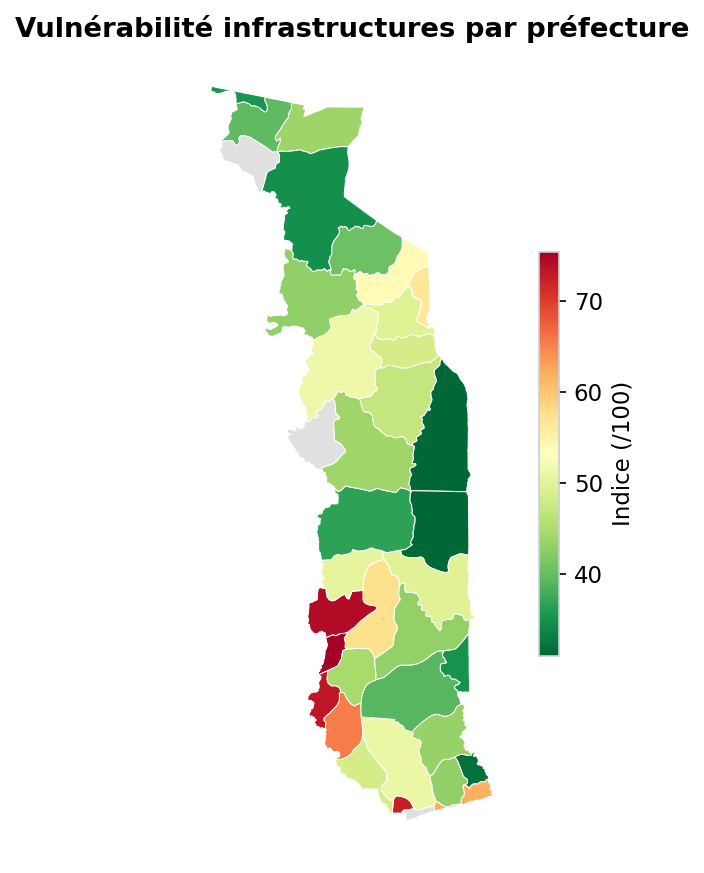 Vulnérabilité infrastructures par préfecture
70
60
50
40
Indice (/100)